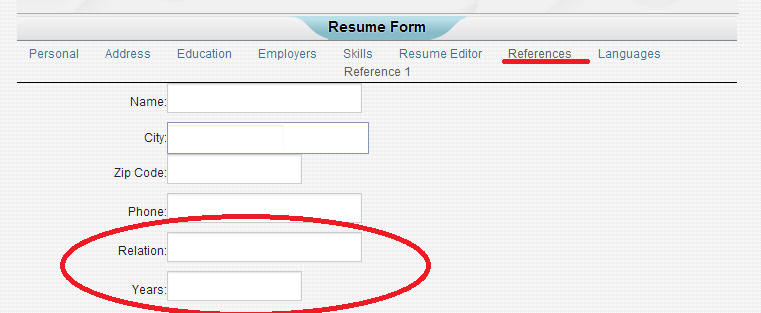 Resume Form
Personal Address Education Employers Skills Resume Editor References Languages
Reference 1
Name:
City:
Zip Code:
Phone:
Relation:
Years: